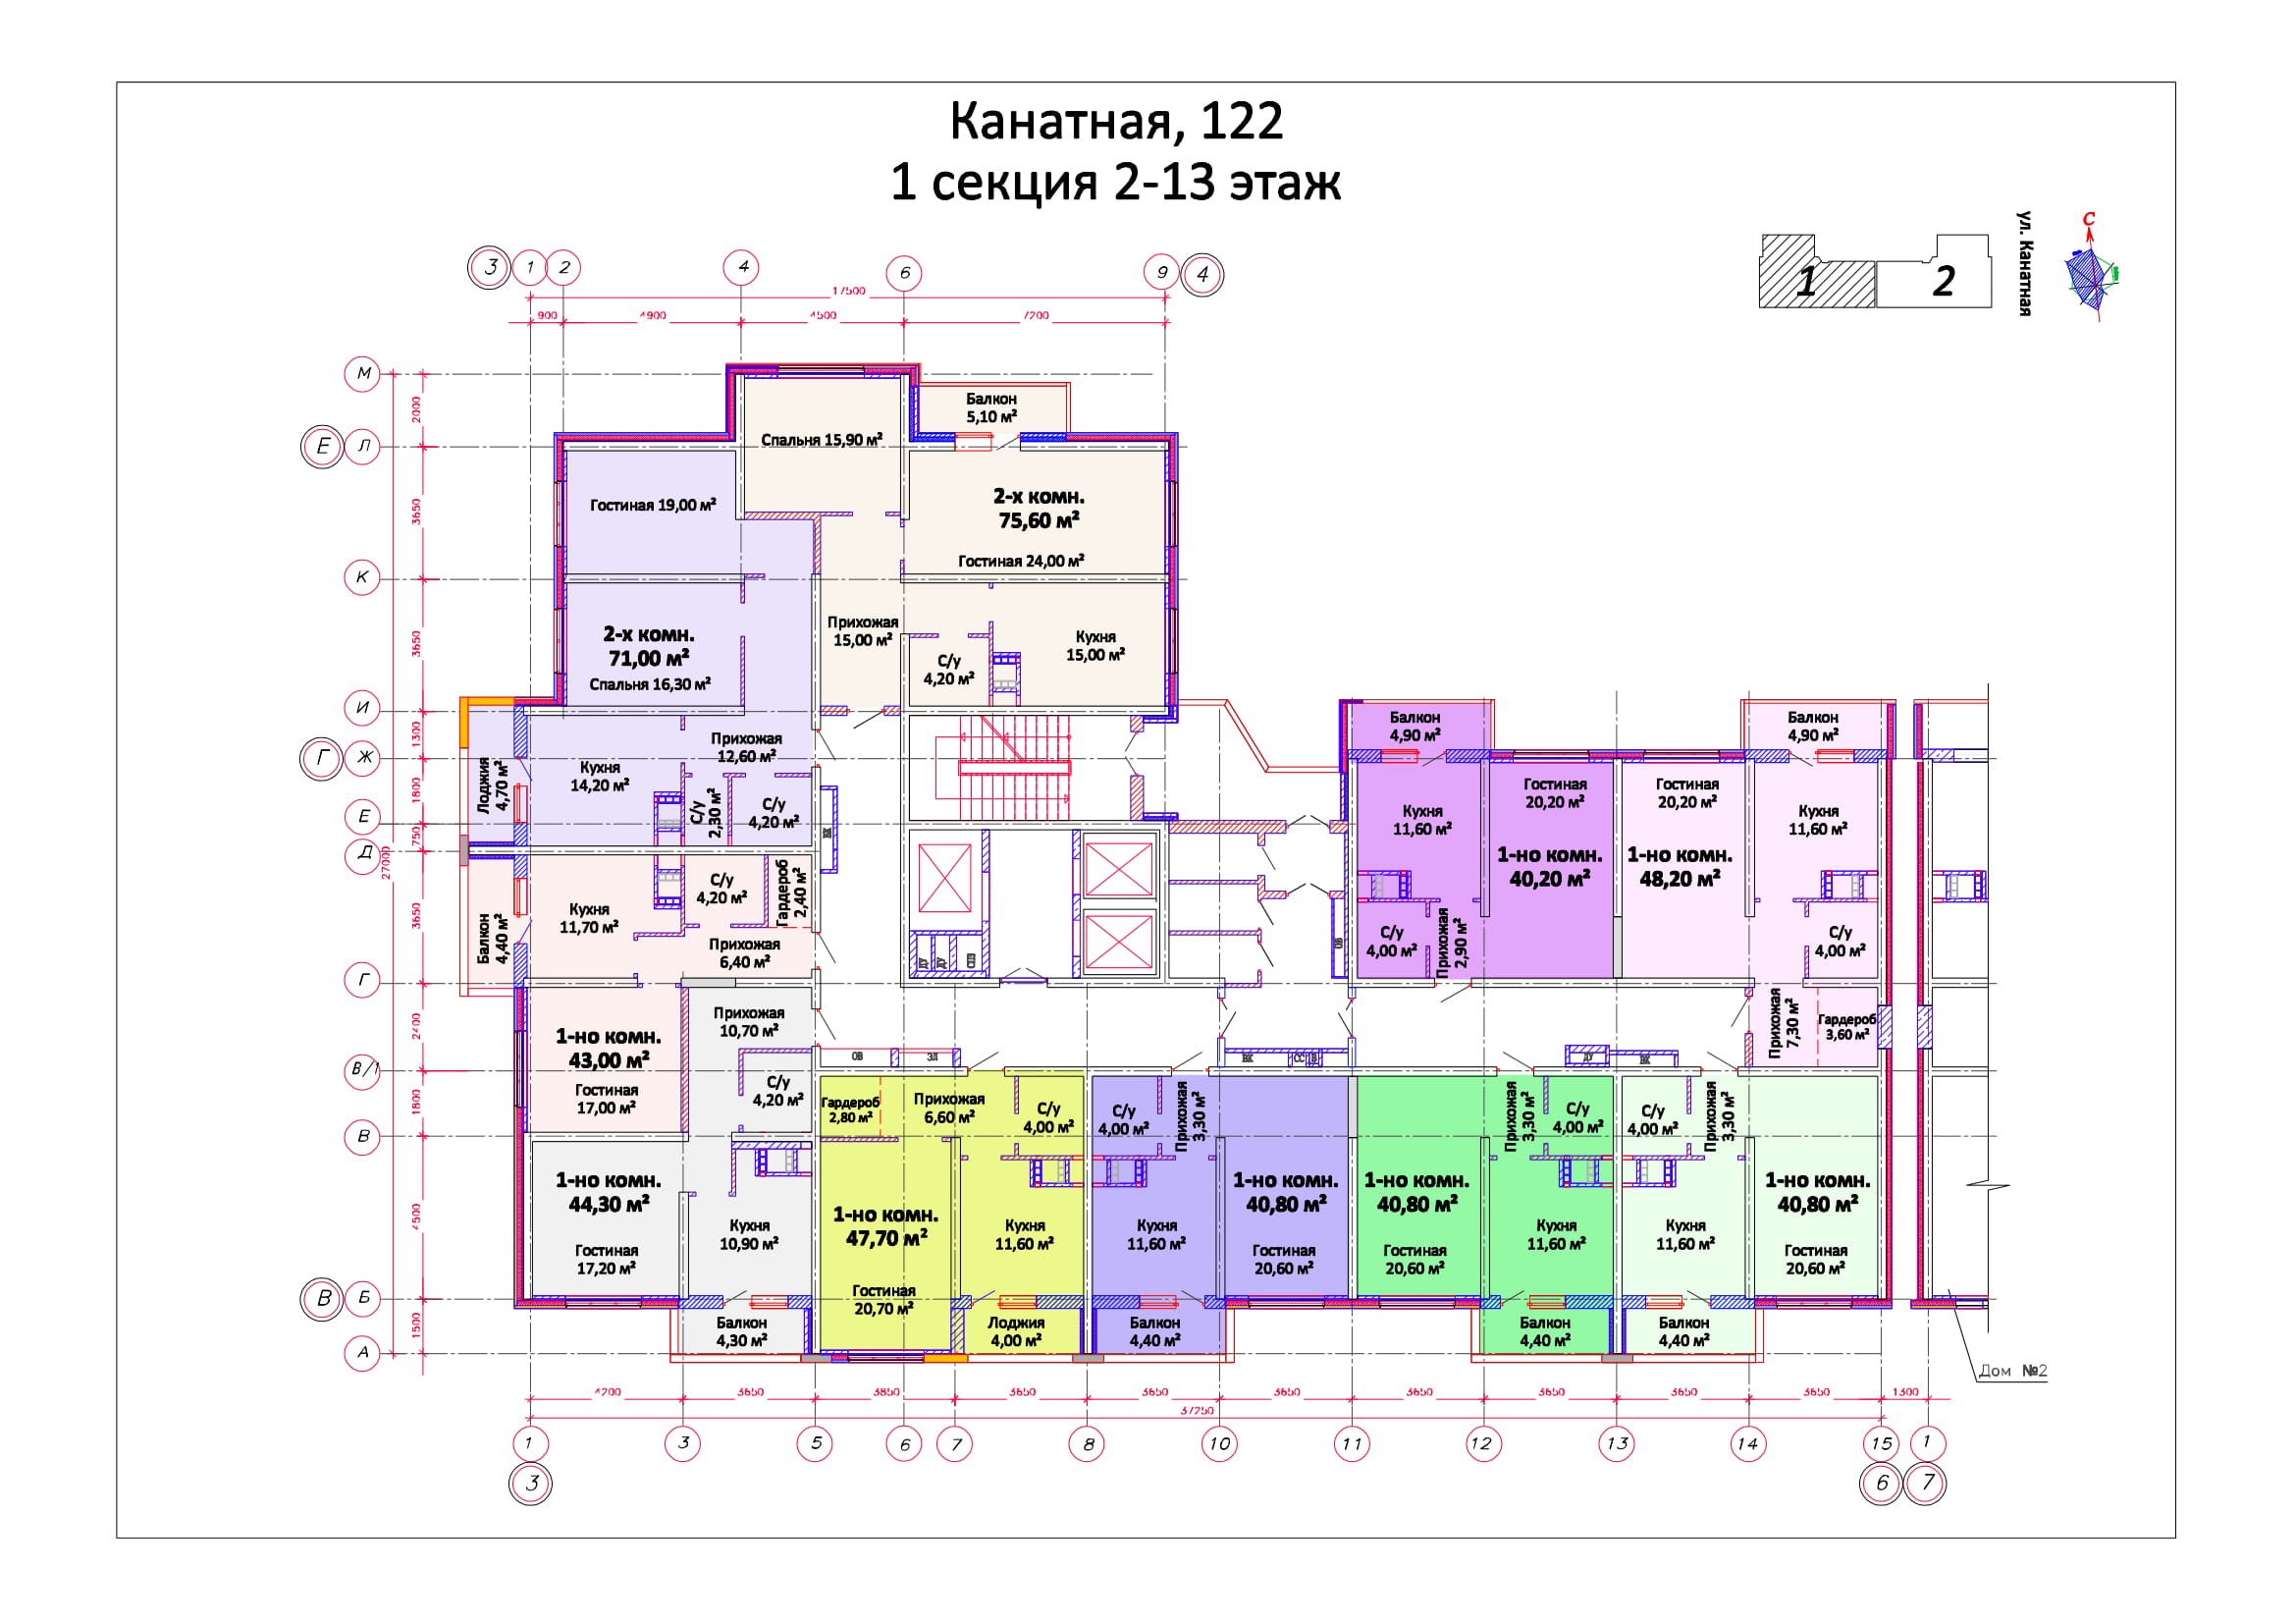 Канатная, 122
1 секция 2-13 этаж
С
ул. Канатная
1
2
3
1
2
4
6
9
4
17500
900
4900
4500
7200
М
Е
Л
К
И
Г
Ж
Е
Д
Г
В/1
В
В
Б
А
2000
3650
3650
1300
1800
750
27000
3650
2400
1800
4500
1500
Балкон
5,10 м²
Спальня 15,90 м²
Гостиная 19,00 м²
2-х комн.
75,60 м²
Гостиная 24,00 м²
2-х комн.
71,00 м²
Спальня 16,30 м²
Прихожая
15,00 м²
С/у
4,20 м²
Кухня
15,00 м²
Прихожая
12,60 м²
Кухня
14,20 м²
Лоджия
4,70 м²
С/у
2,30 м²
С/у
4,20 м²
ВК
Балкон
4,90 м²
Балкон
4,90 м²
Гостиная
20,20 м²
Гостиная
20,20 м²
Кухня
11,60 м²
Кухня
11,60 м²
1-но комн.
40,20 м²
1-но комн.
48,20 м²
С/у
4,20 м²
Гардероб
2,40 м²
Кухня
11,70 м²
Балкон
4,40 м²
Прихожая
6,40 м²
ДУ
ДУ
ОВ
С/у
4,00 м²
Прихожая
2,90 м²
С/у
4,00 м²
1-но комн.
43,00 м²
Гостиная
17,00 м²
Прихожая
10,70 м²
С/у
4,20 м²
ОВ
ЭЛ
ВК
СС
ДУ
ВК
Прихожая
7,30 м²
Гардероб
3,60 м²
Гардероб
2,80 м²
Прихожая
6,60 м²
С/у
4,00 м²
С/у
4,00 м²
Прихожая
3,30 м²
Прихожая
3,30 м²
С/у
4,00 м²
С/у
4,00 м²
Прихожая
3,30 м²
1-но комн.
44,30 м²
Гостиная
17,20 м²
Кухня
10,90 м²
1-но комн.
47,70 м²
Гостиная
20,70 м²
Кухня
11,60 м²
Кухня
11,60 м²
1-но комн.
40,80 м²
Гостиная
20,60 м²
1-но комн.
40,80 м²
Гостиная
20,60 м²
Кухня
11,60 м²
Кухня
11,60 м²
1-но комн.
40,80 м²
Гостиная
20,60 м²
Балкон
4,30 м²
Лоджия
4,00 м²
Балкон
4,40 м²
Балкон
4,40 м²
Балкон
4,40 м²
Дом №2
4200
3650
3850
3650
3650
3650
3650
3650
3650
3650
1300
37250
1
3
5
6
7
8
10
11
12
13
14
15
1
3
6
7